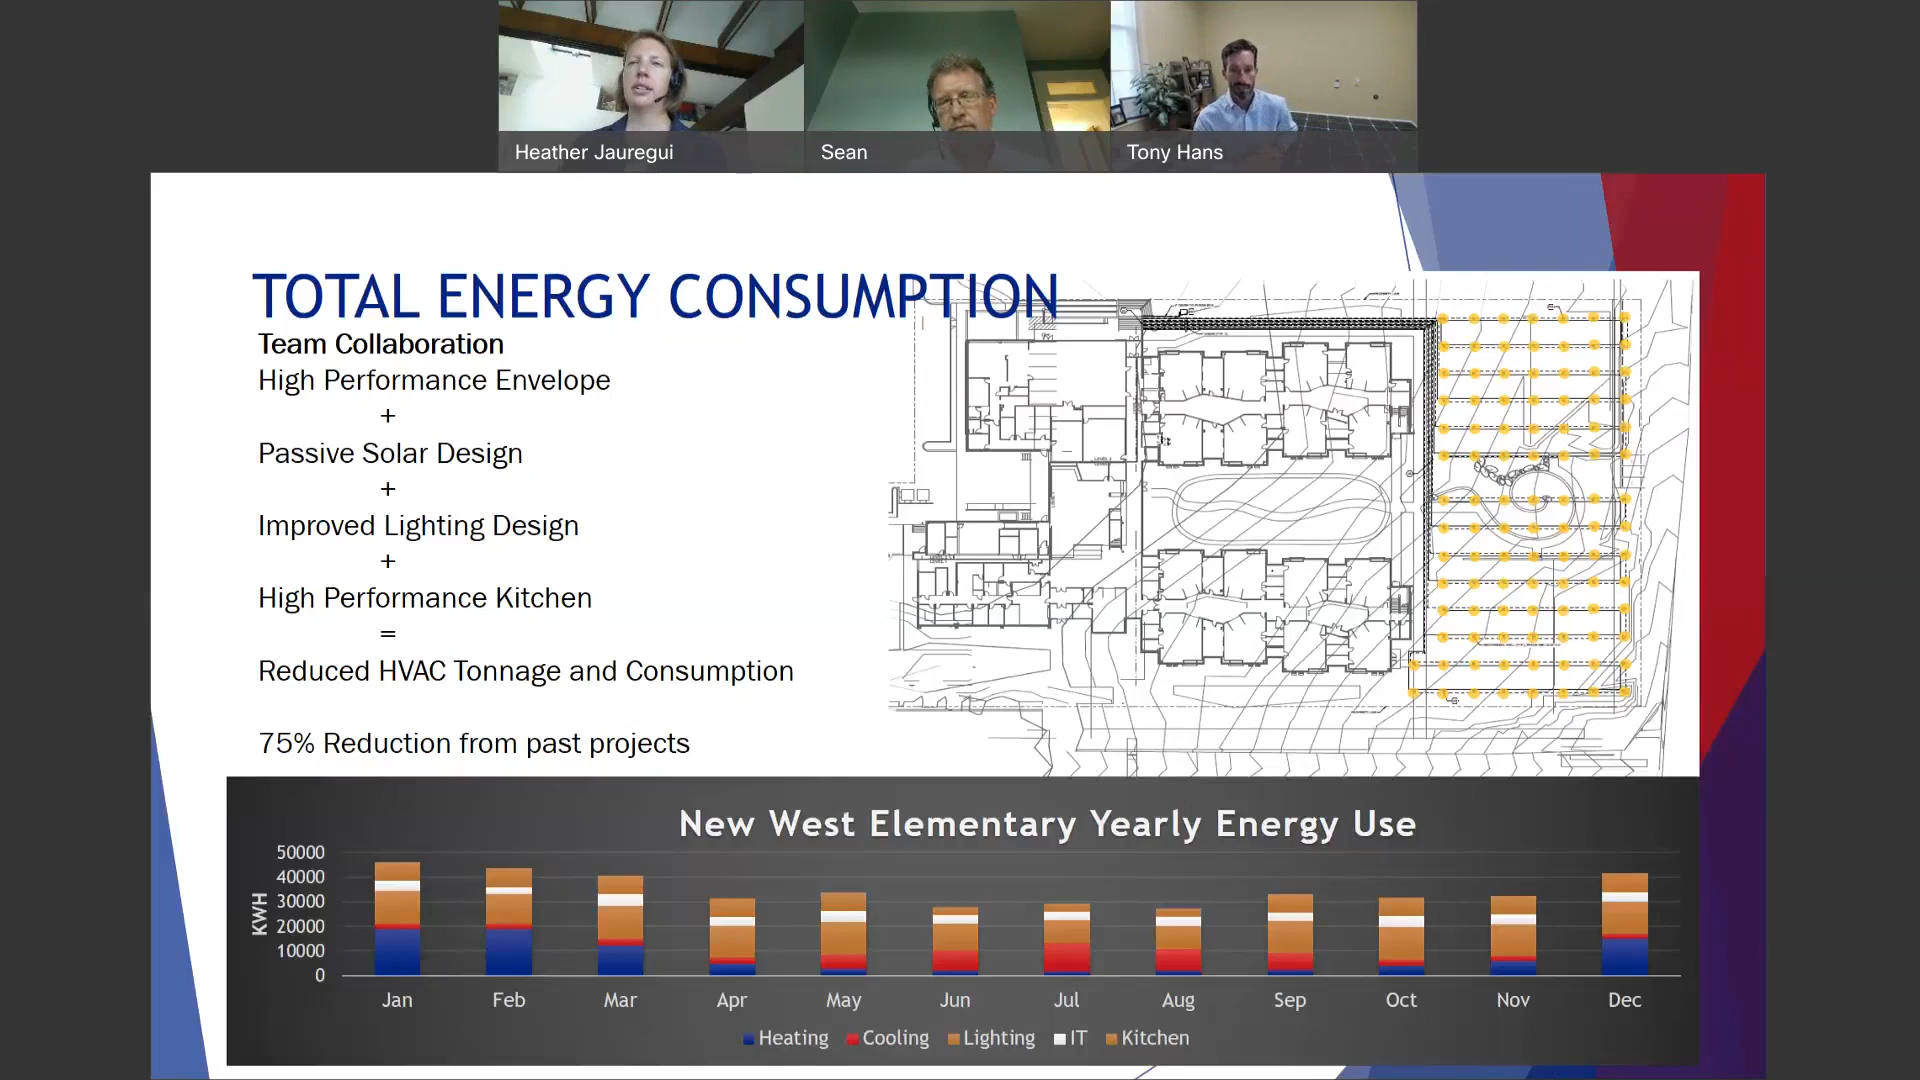 Heather Jauregui
Sean
Tony Hans
TOTAL ENERGY CONSUMPTION
Team Collaboration
High Performance Envelope
+
Passive Solar Design
+
Improved Lighting Design
+
High Performance Kitchen
=
Reduced HVAC Tonnage and Consumption
75% Reduction from past projects
New West Elementary Yearly Energy Use
KWH
50000
40000
30000
20000
10000
0
Jan Feb Mar Apr May Jun Jul Aug Sep Oct Nov Dec
Heating Cooling Lighting IT Kitchen